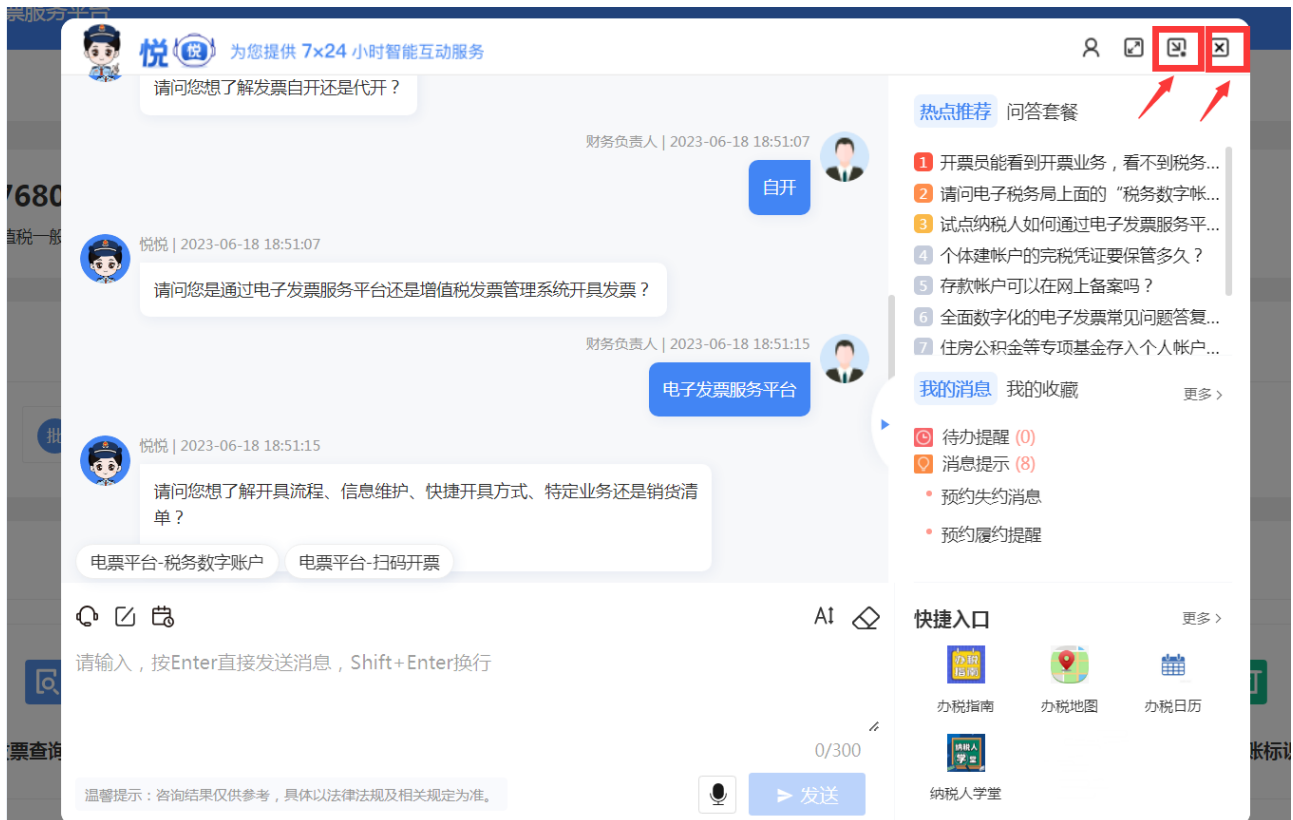 票服务平台
悦 悦 为您提供 7×24 小时智能互动服务
请问您想了解发票自开还是代开？
财务负责人 | 2023-06-18 18:51:07
自开
悦悦 | 2023-06-18 18:51:07
请问您是通过电子发票服务平台还是增值税发票管理系统开具发票？
财务负责人 | 2023-06-18 18:51:15
电子发票服务平台
悦悦 | 2023-06-18 18:51:15
请问您想了解开具流程、信息维护、快捷开具方式、特定业务还是销货清
单？
电票平台-税务数字账户
电票平台-扫码开票
AI
请输入，按Enter直接发送消息，Shift+Enter换行
0/300
温馨提示：咨询结果仅供参考，具体以法律法规及相关规定为准。
发送
热点推荐 问答套餐
1 开票员能看到开票业务，看不到税务...
2 请问电子税务局上面的“税务数字帐...
3 试点纳税人如何通过电子发票服务平...
4 个体建帐户的完税凭证要保管多久？
5 存款帐户可以在网上备案吗？
6 全面数字化的电子发票常见问题答复...
7 住房公积金等专项基金存入个人帐户...
我的消息 我的收藏 更多
待办提醒 (0)
消息提示 (8)
预约失约消息
预约履约提醒
快捷入口 更多
办税
指南
办税指南
办税地图
办税日历
纳税人
学堂
纳税人学堂
7680
值税一般
批
票查询
账标识